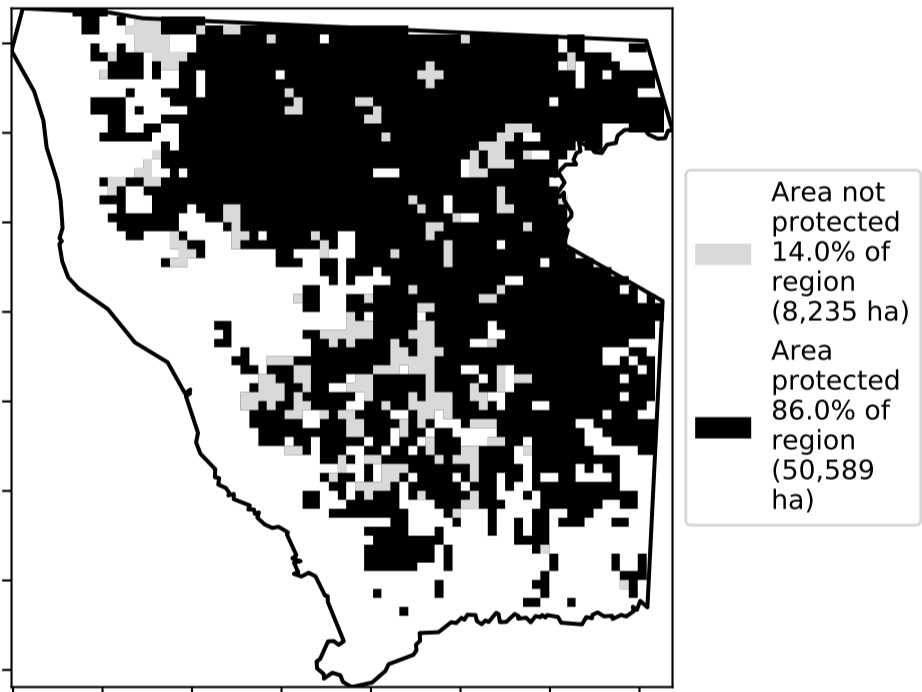 Area not
protected
14.0% of
region
(8,235 ha)
Area
protected
86.0% of
region
(50,589
ha)